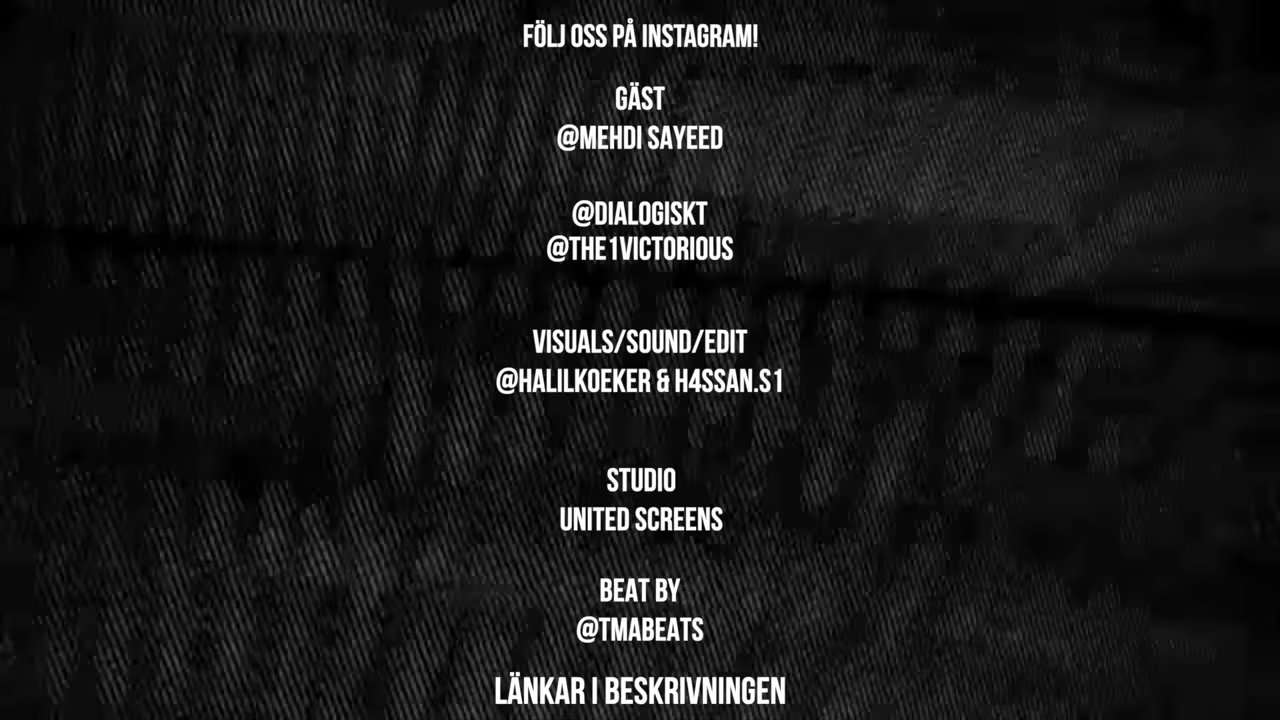 FÖLJ OSS PÅ INSTAGRAM!
GÄST
@MEHDI SAYEED
@DIALOGISKT
@THE1VICTORIOUS
VISUALS/SOUND/EDIT
@HALILKOEKER & H4SSAN.S1
STUDIO
UNITED SCREENS
BEAT BY
@TMABEATS
LÄNKAR I BESKRIVNINGEN